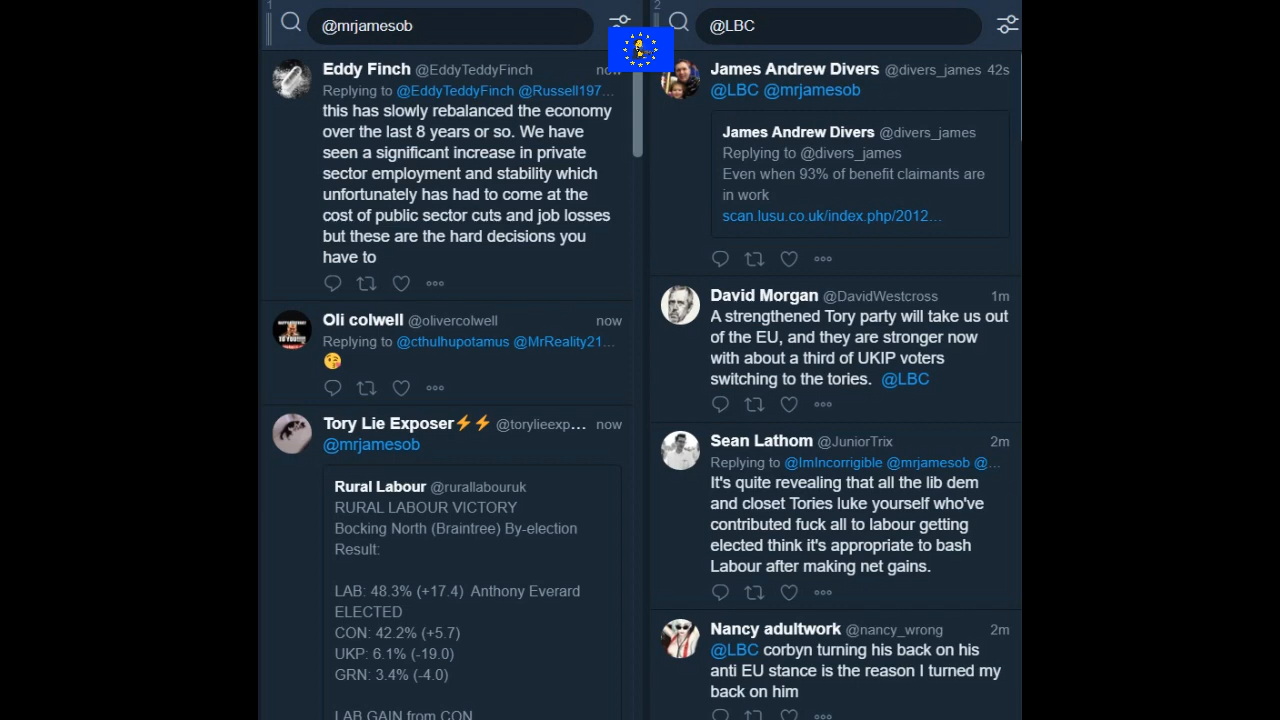 1
@mrjamesob
Eddy Finch @EddyTeddyFinch now
Replying to @EddyTeddyFinch @Russell197...
this has slowly rebalanced the economy
over the last 8 years or so. We have
seen a significant increase in private
sector employment and stability which
unfortunately has had to come at the
cost of public sector cuts and job losses
but these are the hard decisions you
have to
Oli colwell @olivercolwell now
Replying to @cthulhupotamus @MrReality21...
😘
Tory Lie Exposer⚡⚡ @torylieexp... now
@mrjamesob
Rural Labour @rurallabouruk
RURAL LABOUR VICTORY
Bocking North (Braintree) By-election
Result:
LAB: 48.3% (+17.4) Anthony Everard
ELECTED
CON: 42.2% (+5.7)
UKP: 6.1% (-19.0)
GRN: 3.4% (-4.0)
LAB GAIN from CON
2
@LBC
James Andrew Divers @divers_james 42s
@LBC @mrjamesob
James Andrew Divers @divers_james
Replying to @divers_james
Even when 93% of benefit claimants are
in work
scan.lusu.co.uk/index.php/2012...
David Morgan @DavidWestcross 1m
A strengthened Tory party will take us out
of the EU, and they are stronger now
with about a third of UKIP voters
switching to the tories. @LBC
Sean Lathom @JuniorTrix 2m
Replying to @ImIncorrigible @mrjamesob @...
It's quite revealing that all the lib dem
and closet Tories luke yourself who've
contributed fuck all to labour getting
elected think it's appropriate to bash
Labour after making net gains.
Nancy adultwork @nancy_wrong 2m
@LBC corbyn turning his back on his
anti EU stance is the reason I turned my
back on him